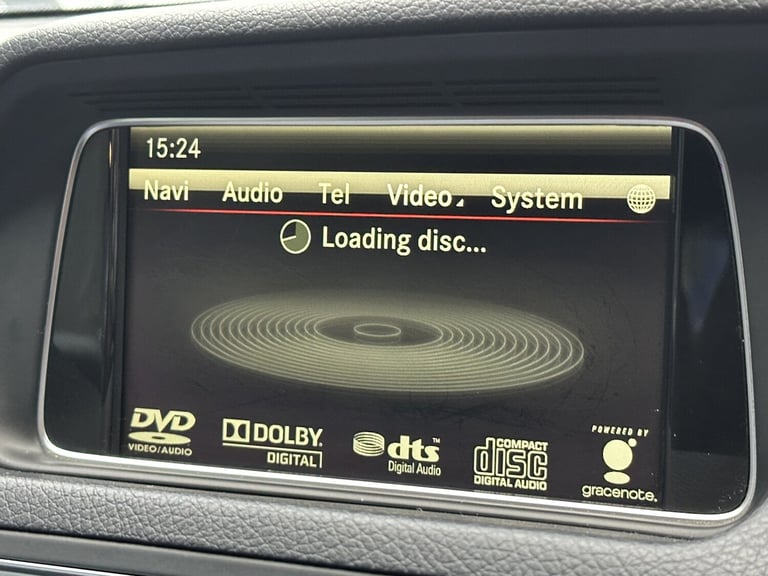 15:24
Navi Audio Tel Video System
Loading disc...
DVD
VIDEO/AUDIO
DOLBY
DIGITAL
dts™
Digital Audio
COMPACT
disc
DIGITAL AUDIO
POWERED BY
gracenote.